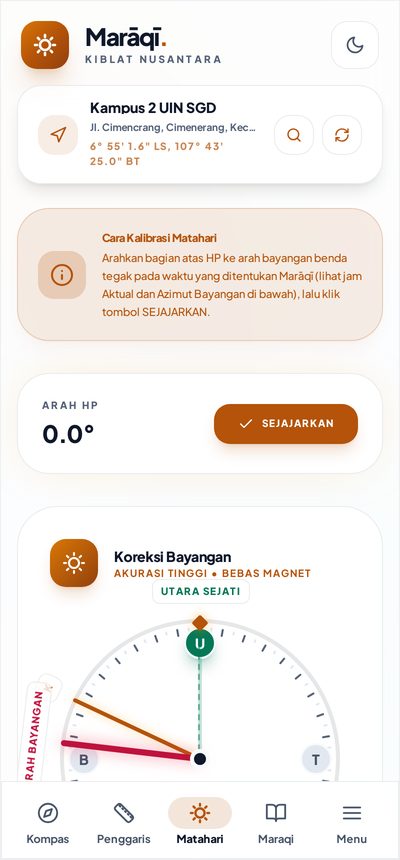 Marāqī.
KIBLAT NUSANTARA
Kampus 2 UIN SGD
Jl. Cimencrang, Cimenerang, Kec...
6° 55' 1.6" LS, 107° 43'
25.0" BT
Cara Kalibrasi Matahari
Arahkan bagian atas HP ke arah bayangan benda
tegak pada waktu yang ditentukan Marāqī (lihat jam
Aktual dan Azimut Bayangan di bawah), lalu klik
tombol SEJAJARKAN.
ARAH HP
0.0°
SEJAJARKAN
Koreksi Bayangan
AKURASI TINGGI • BEBAS MAGNET
UTARA SEJATI
U
RAH BAYANGAN
B
T
Kompas
Penggaris
Matahari
Maraqi
Menu